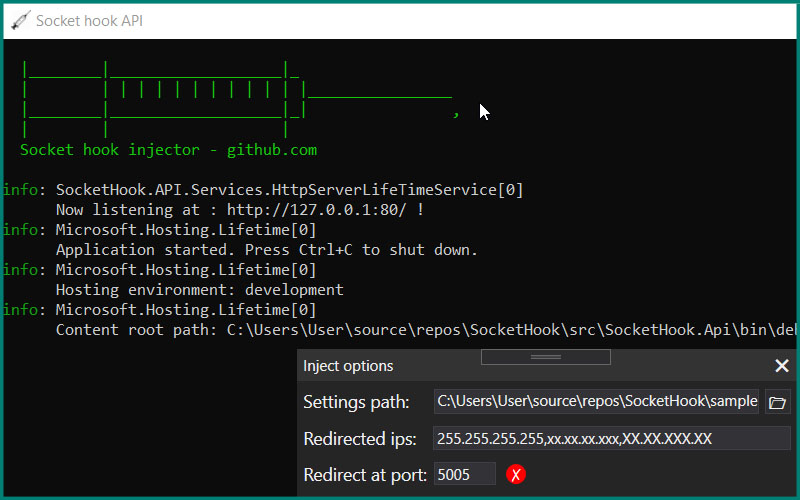 Socket hook API
Socket hook injector - github.com
info: SocketHook.API.Services.HttpServerLifeTimeService[0]
Now listening at : http://127.0.0.1:80/ !
info: Microsoft.Hosting.Lifetime[0]
Application started. Press Ctrl+C to shut down.
info: Microsoft.Hosting.Lifetime[0]
Hosting environment: development
info: Microsoft.Hosting.Lifetime[0]
Content root path: C:\Users\User\source\repos\SocketHook\src\SocketHook.Api\bin\del
Inject options
Settings path: C:\Users\User\source\repos\SocketHook\sample
Redirected ips: 255.255.255.255,xx.xx.xx.xxx,XX.XX.XXX.XX
Redirect at port: 5005 X